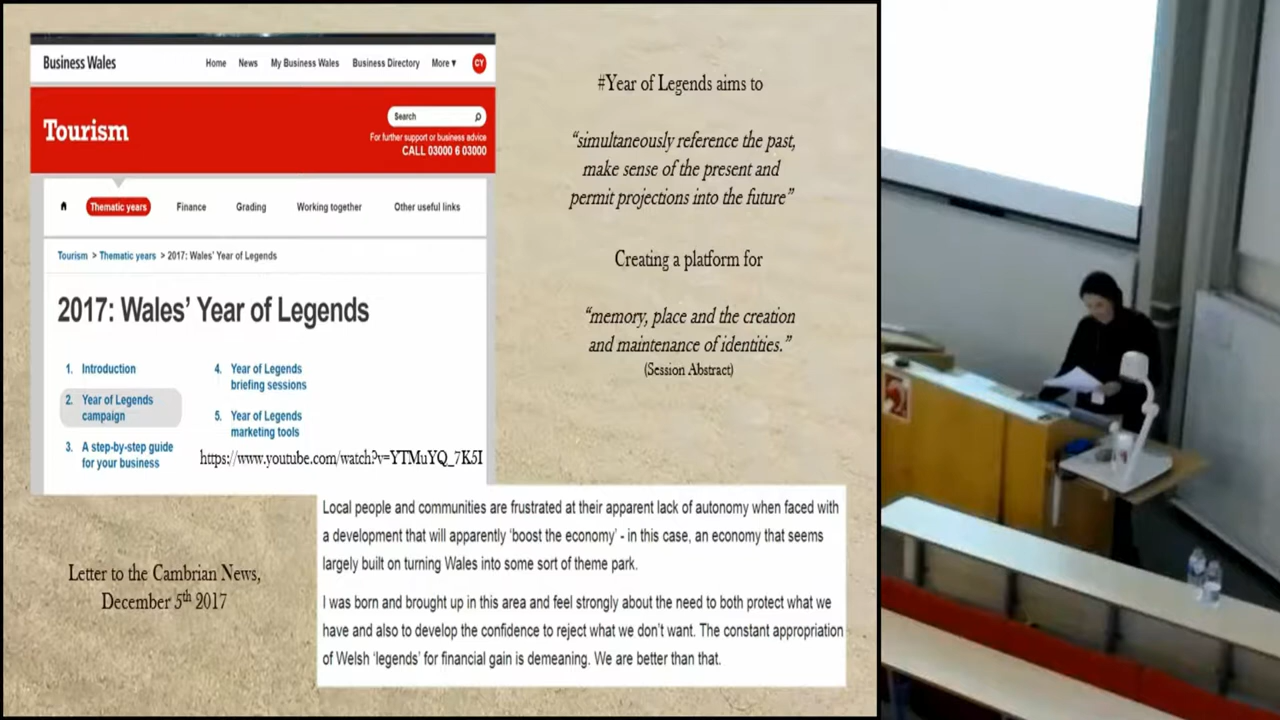 Business Wales
Home News My Business Wales Business Directory More▼ CY
Tourism
Search
For further support or business advice
CALL 03000 6 03000
Thematic years Finance Grading Working together Other useful links
Tourism > Thematic years > 2017: Wales' Year of Legends
2017: Wales' Year of Legends
1. Introduction
2. Year of Legends
campaign
3. A step-by-step guide
for your business
4. Year of Legends
briefing sessions
5. Year of Legends
marketing tools
https://www.youtube.com/watch?v=YTMuYQ_7K5I
#Year of Legends aims to
“simultaneously reference the past,
make sense of the present and
permit projections into the future”
Creating a platform for
“memory, place and the creation
and maintenance of identities.”
(Session Abstract)
Letter to the Cambrian News,
December 5th 2017
Local people and communities are frustrated at their apparent lack of autonomy when faced with
a development that will apparently ‘boost the economy’ - in this case, an economy that seems
largely built on turning Wales into some sort of theme park.
I was born and brought up in this area and feel strongly about the need to both protect what we
have and also to develop the confidence to reject what we don’t want. The constant appropriation
of Welsh ‘legends’ for financial gain is demeaning. We are better than that.